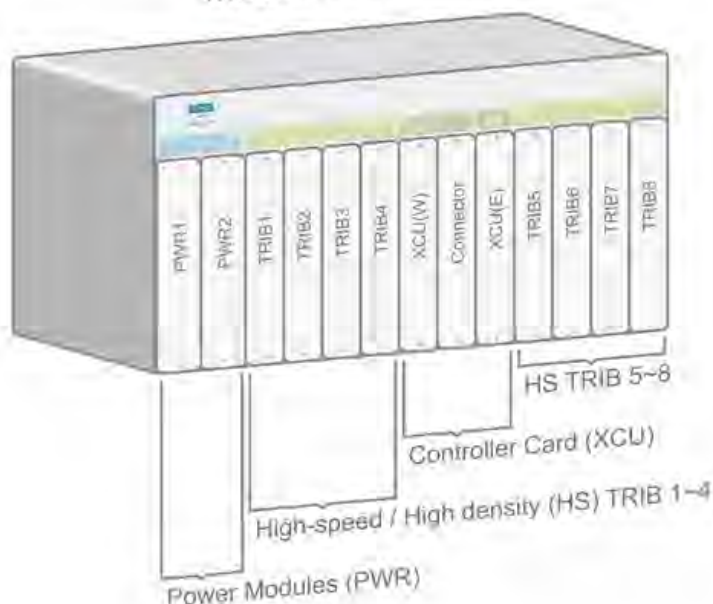 PWR1
PWR2
TRIB1
TRIB2
TRIB3
TRIB4
XCU(W)
Connector
XCU(E)
TRIB5
TRIB6
TRIB7
TRIB8
HS TRIB 5~8
Controller Card (XCU)
High-speed / High density (HS) TRIB 1~4
Power Modules (PWR)